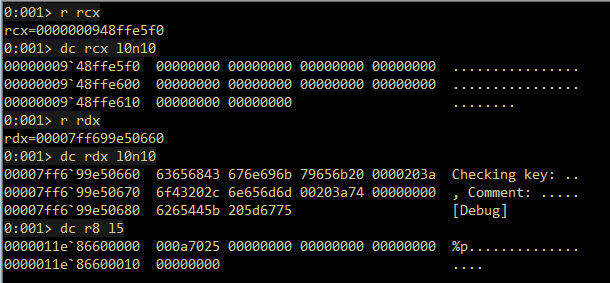 0:001> r rcx
rcx=0000000948ffe5f0
0:001> dc rcx l0n10
00000009`48ffe5f0  00000000 00000000 00000000 00000000  ................
00000009`48ffe600  00000000 00000000 00000000 00000000  ................
00000009`48ffe610  00000000 00000000                    ........
0:001> r rdx
rdx=00007ff699e50660
0:001> dc rdx l0n10
00007ff6`99e50660  63656843 676e696b 79656b20 0000203a  Checking key: ..
00007ff6`99e50670  6f43202c 6e656d6d 00203a74 00000000  , Comment: .....
00007ff6`99e50680  6265445b 205d6775                    [Debug] 
0:001> dc r8 l5
0000011e`86600000  000a7025 00000000 00000000 00000000  %p..............
0000011e`86600010  00000000                             ....